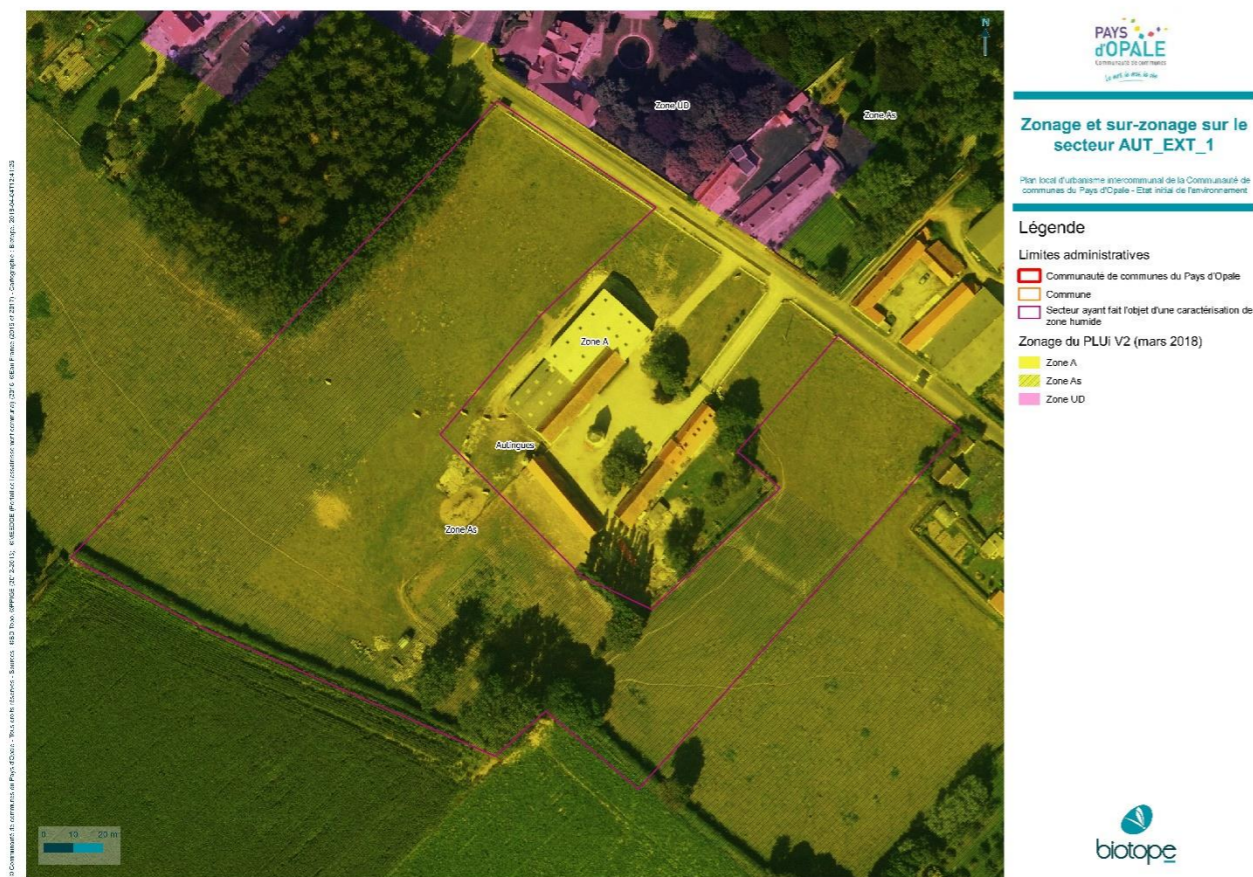 N
Zone UD
Zone As
Zone A
Autingues
Zone As
0 10 20 m
PAYS
d'OPALE
Communauté de communes
Zonage et sur-zonage sur le
secteur AUT_EXT_1
Plan local d'urbanisme intercommunal de la Communauté de
communes du Pays d'Opale - Etat initial de l'environnement
Légende
Limites administratives
Communauté de communes du Pays d'Opale
Commune
Secteur ayant fait l'objet d'une caractérisation de
zone humide
Zonage du PLUi V2 (mars 2018)
Zone A
Zone As
Zone UD
biotope